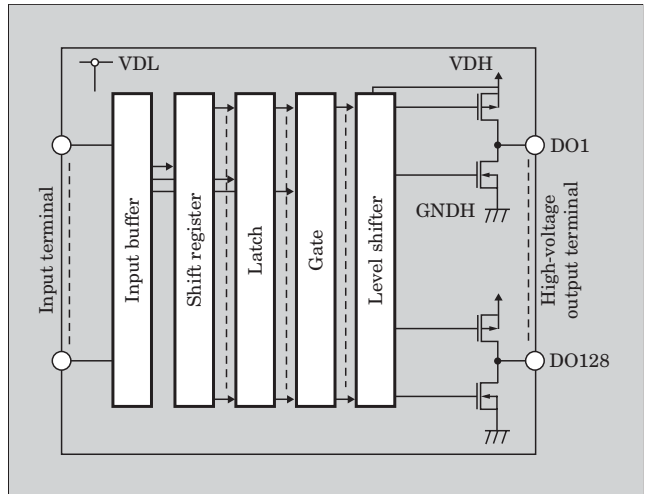 VDL
VDH
DO1
GNDH
Input terminal
Input buffer
Shift register
Latch
Gate
Level shifter
High-voltage
output terminal
DO128